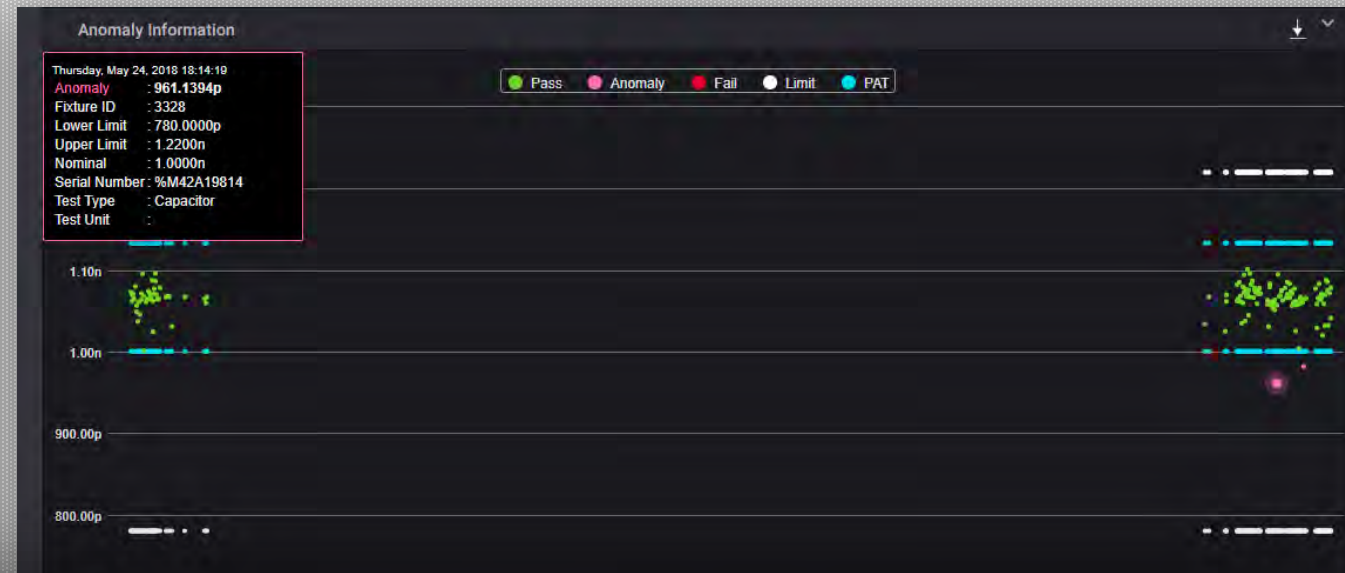 Anomaly Information
Thursday, May 24, 2018 18:14:19
Anomaly : 961.1394p
Fixture ID : 3328
Lower Limit : 780.0000p
Upper Limit : 1.2200n
Nominal : 1.0000n
Serial Number : %M42A19814
Test Type : Capacitor
Test Unit :
Pass Anomaly Fail Limit PAT
1.10n
1.00n
900.00p
800.00p